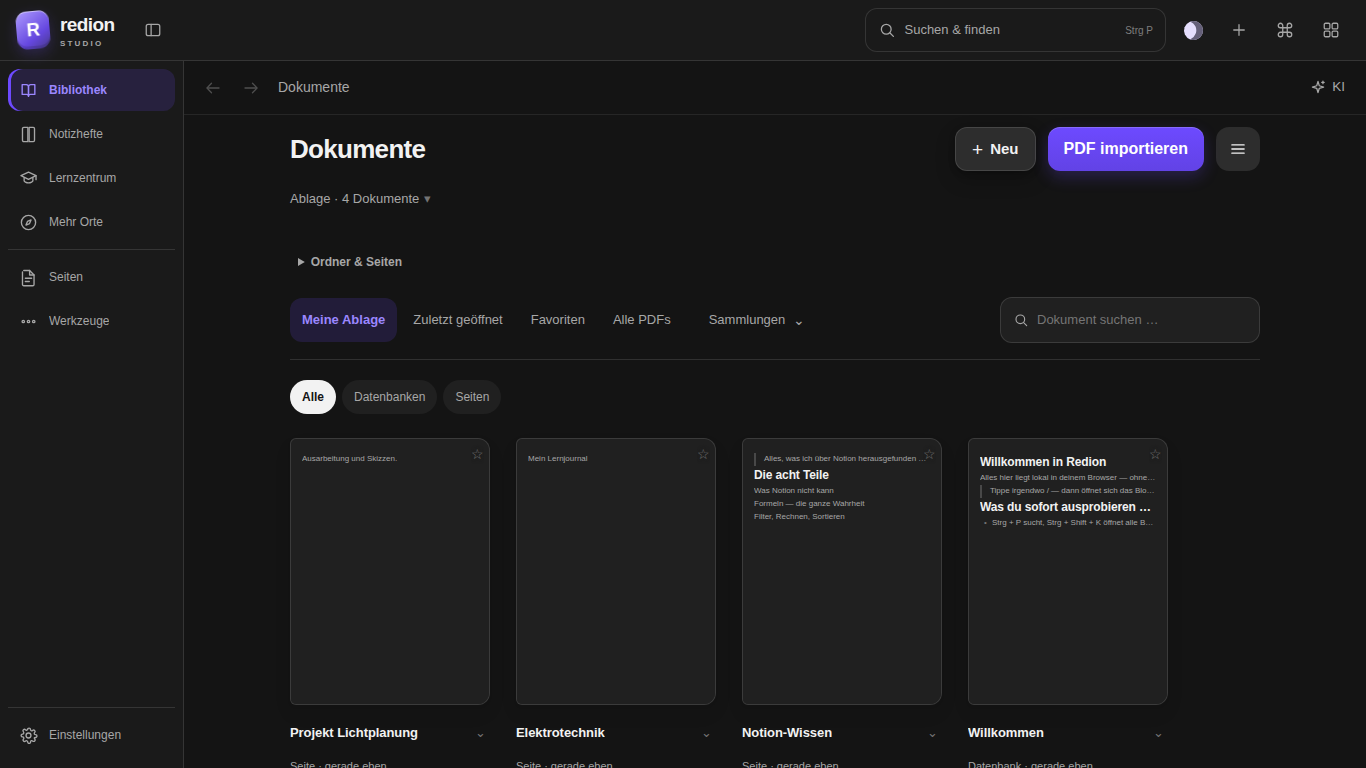 R redion
STUDIO
Suchen & finden
Strg P
Bibliothek
Notizhefte
Lernzentrum
Mehr Orte
Seiten
Werkzeuge
Einstellungen
Dokumente
KI
Dokumente
+ Neu
PDF importieren
Ablage · 4 Dokumente ▾
Ordner & Seiten
Meine Ablage
Zuletzt geöffnet
Favoriten
Alle PDFs
Sammlungen
Dokument suchen …
Alle
Datenbanken
Seiten
Ausarbeitung und Skizzen.
Projekt Lichtplanung
Seite · gerade eben
Mein Lernjournal
Elektrotechnik
Seite · gerade eben
Alles, was ich über Notion herausgefunden …
Die acht Teile
Was Notion nicht kann
Formeln — die ganze Wahrheit
Filter, Rechnen, Sortieren
Notion-Wissen
Seite · gerade eben
Willkommen in Redion
Alles hier liegt lokal in deinem Browser — ohne…
Tippe irgendwo / — dann öffnet sich das Blo…
Was du sofort ausprobieren …
• Strg + P sucht, Strg + Shift + K öffnet alle B…
Willkommen
Datenbank · gerade eben